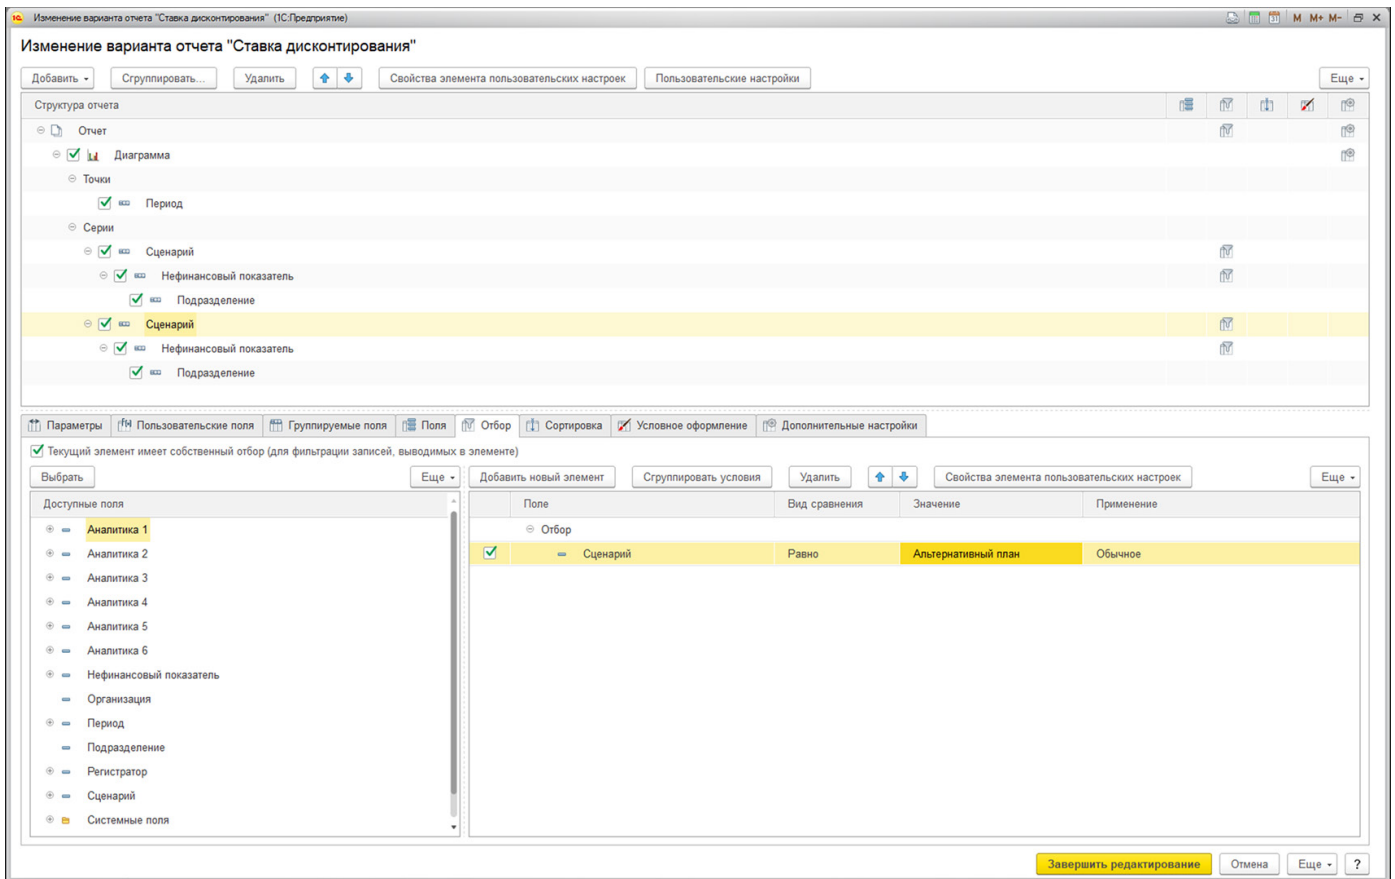 Изменение варианта отчета "Ставка дисконтирования" (1С:Предприятие)
M M+ M-
Изменение варианта отчета "Ставка дисконтирования"
Добавить Сгруппировать... Удалить Свойства элемента пользовательских настроек Пользовательские настройки Еще
Структура отчета
Отчет
Диаграмма
Точки
Период
Серии
Сценарий
Нефинансовый показатель
Подразделение
Сценарий
Нефинансовый показатель
Подразделение
Параметры Пользовательские поля Группируемые поля Поля Отбор Сортировка Условное оформление Дополнительные настройки
Текущий элемент имеет собственный отбор (для фильтрации записей, выводимых в элементе)
Выбрать Еще Добавить новый элемент Сгруппировать условия Удалить Свойства элемента пользовательских настроек Еще
Доступные поля Поле Вид сравнения Значение Применение
Аналитика 1 Отбор
Аналитика 2 Сценарий Равно Альтернативный план Обычное
Аналитика 3
Аналитика 4
Аналитика 5
Аналитика 6
Нефинансовый показатель
Организация
Период
Подразделение
Регистратор
Сценарий
Системные поля
Завершить редактирование Отмена Еще ?